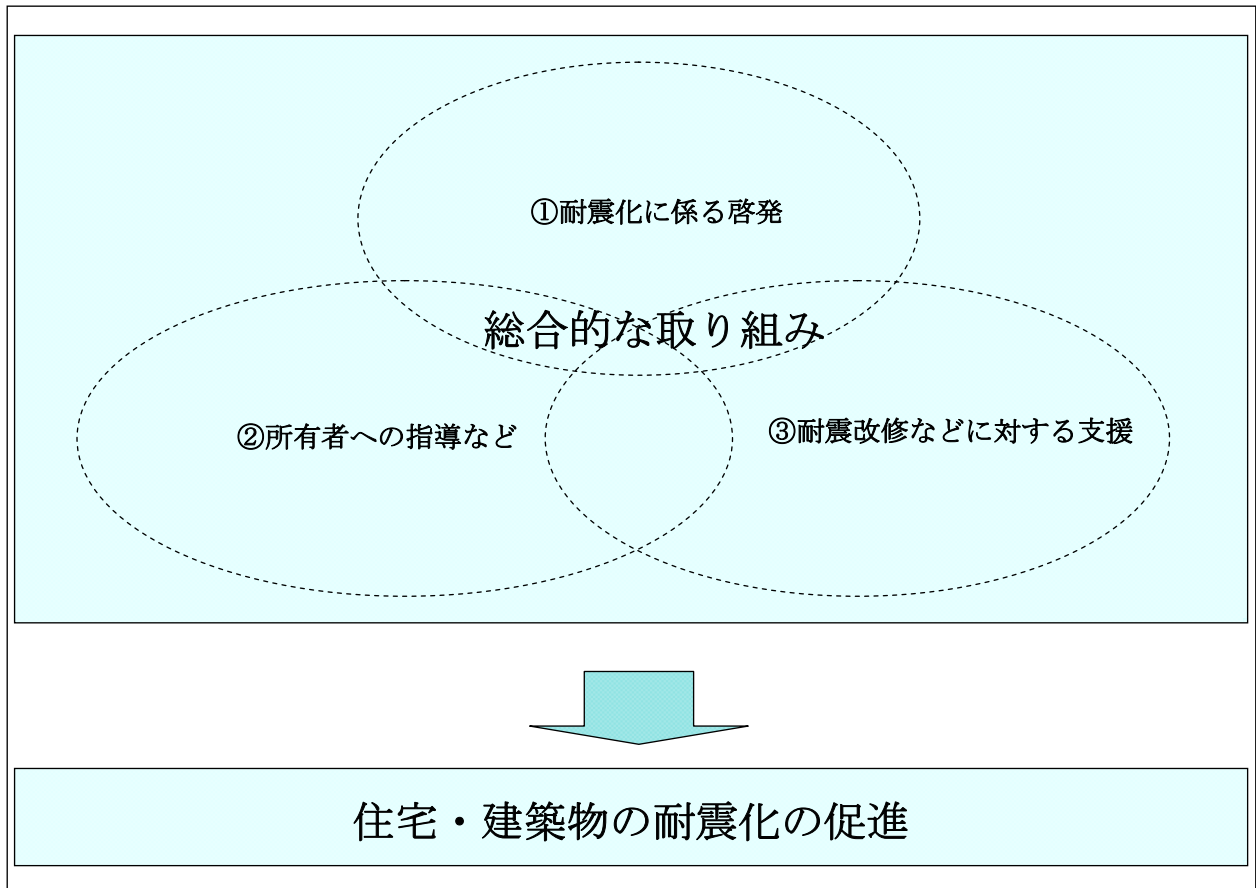 ①耐震化に係る啓発
総合的な取り組み
②所有者への指導など
③耐震改修などに対する支援
住宅・建築物の耐震化の促進